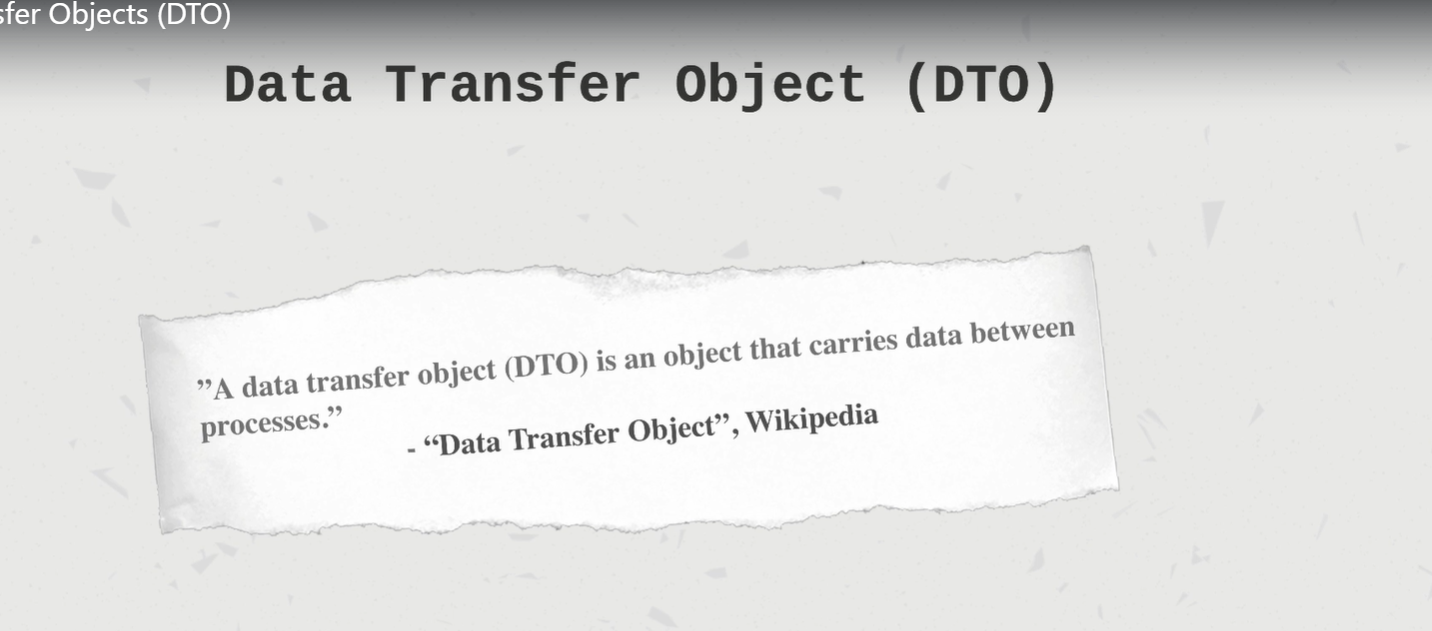 sfer Objects (DTO)
Data Transfer Object (DTO)
”A data transfer object (DTO) is an object that carries data between
processes.”
- “Data Transfer Object”, Wikipedia